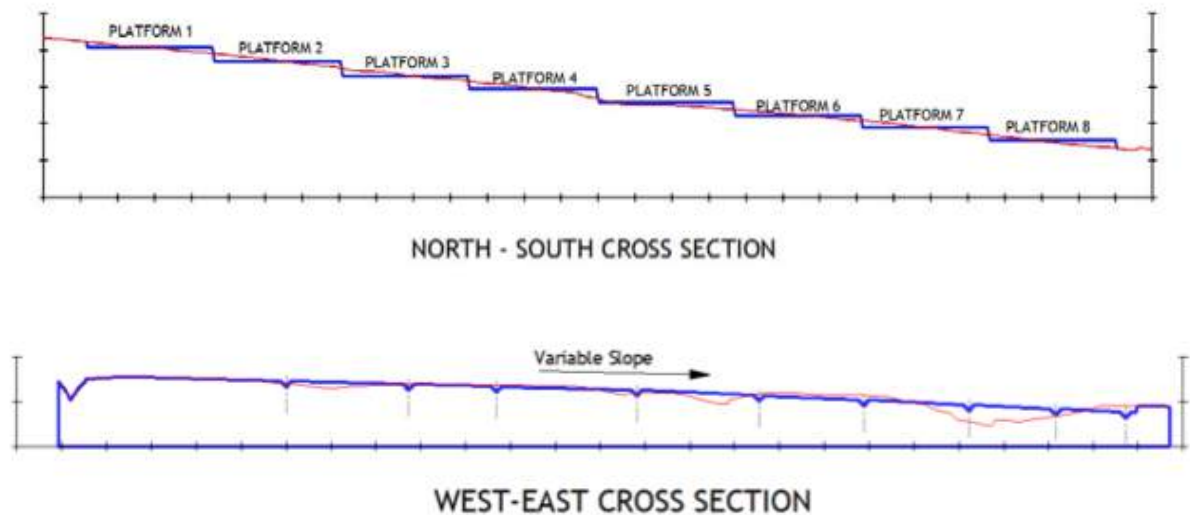 PLATFORM 1
PLATFORM 2
PLATFORM 3
PLATFORM 4
PLATFORM 5
PLATFORM 6
PLATFORM 7
PLATFORM 8
NORTH - SOUTH CROSS SECTION
Variable Slope
WEST-EAST CROSS SECTION